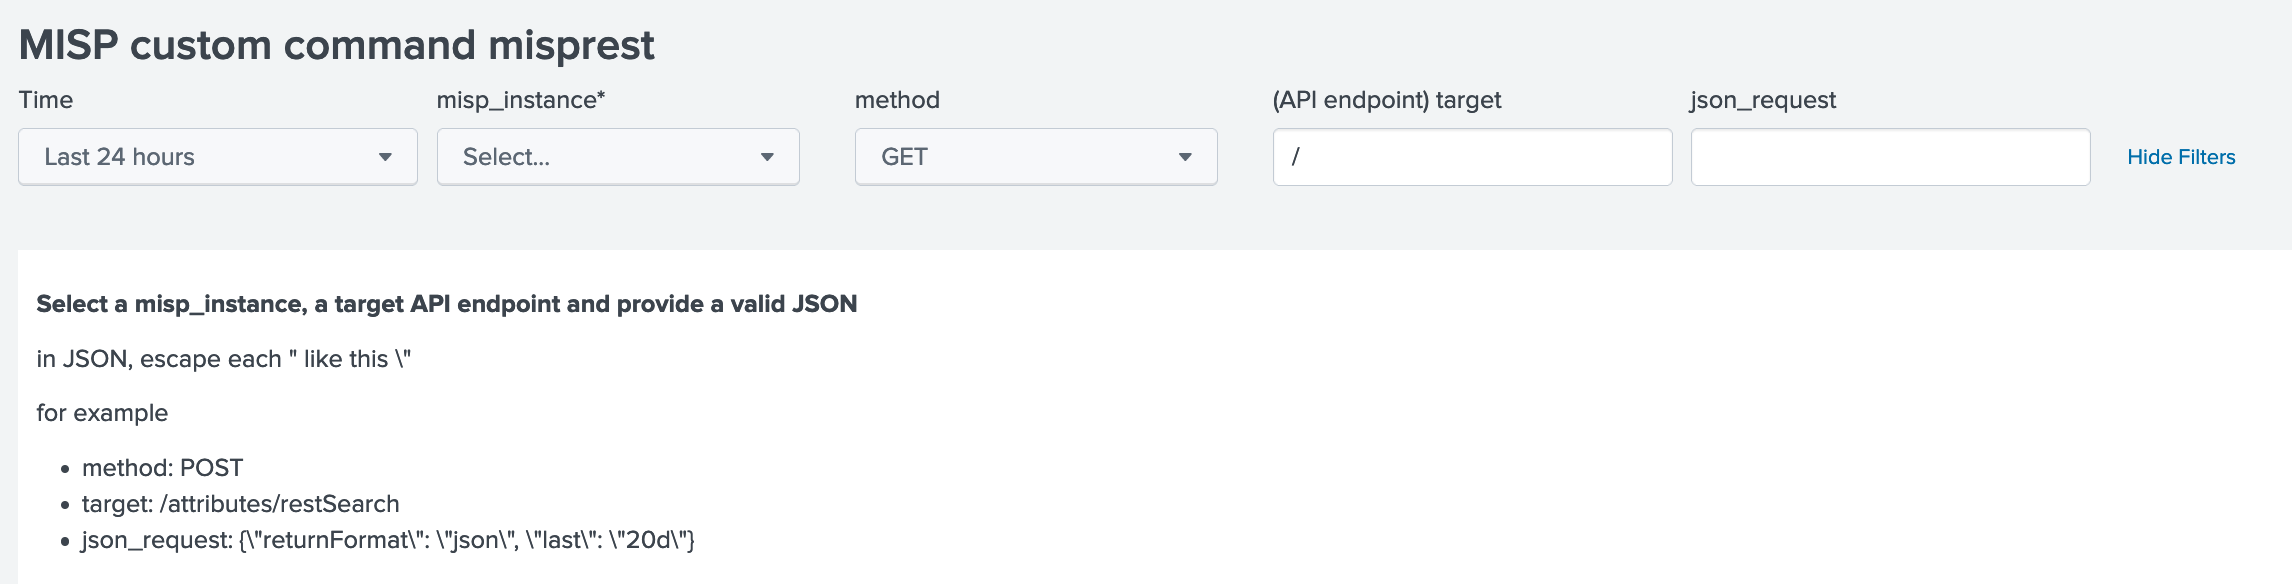 MISP custom command misprest
Time misp_instance* method (API endpoint) target json_request
Last 24 hours Select... GET / Hide Filters
Select a misp_instance, a target API endpoint and provide a valid JSON
in JSON, escape each " like this \"
for example
• method: POST
• target: /attributes/restSearch
• json_request: {\"returnFormat\": \"json\", \"last\": \"20d\"}